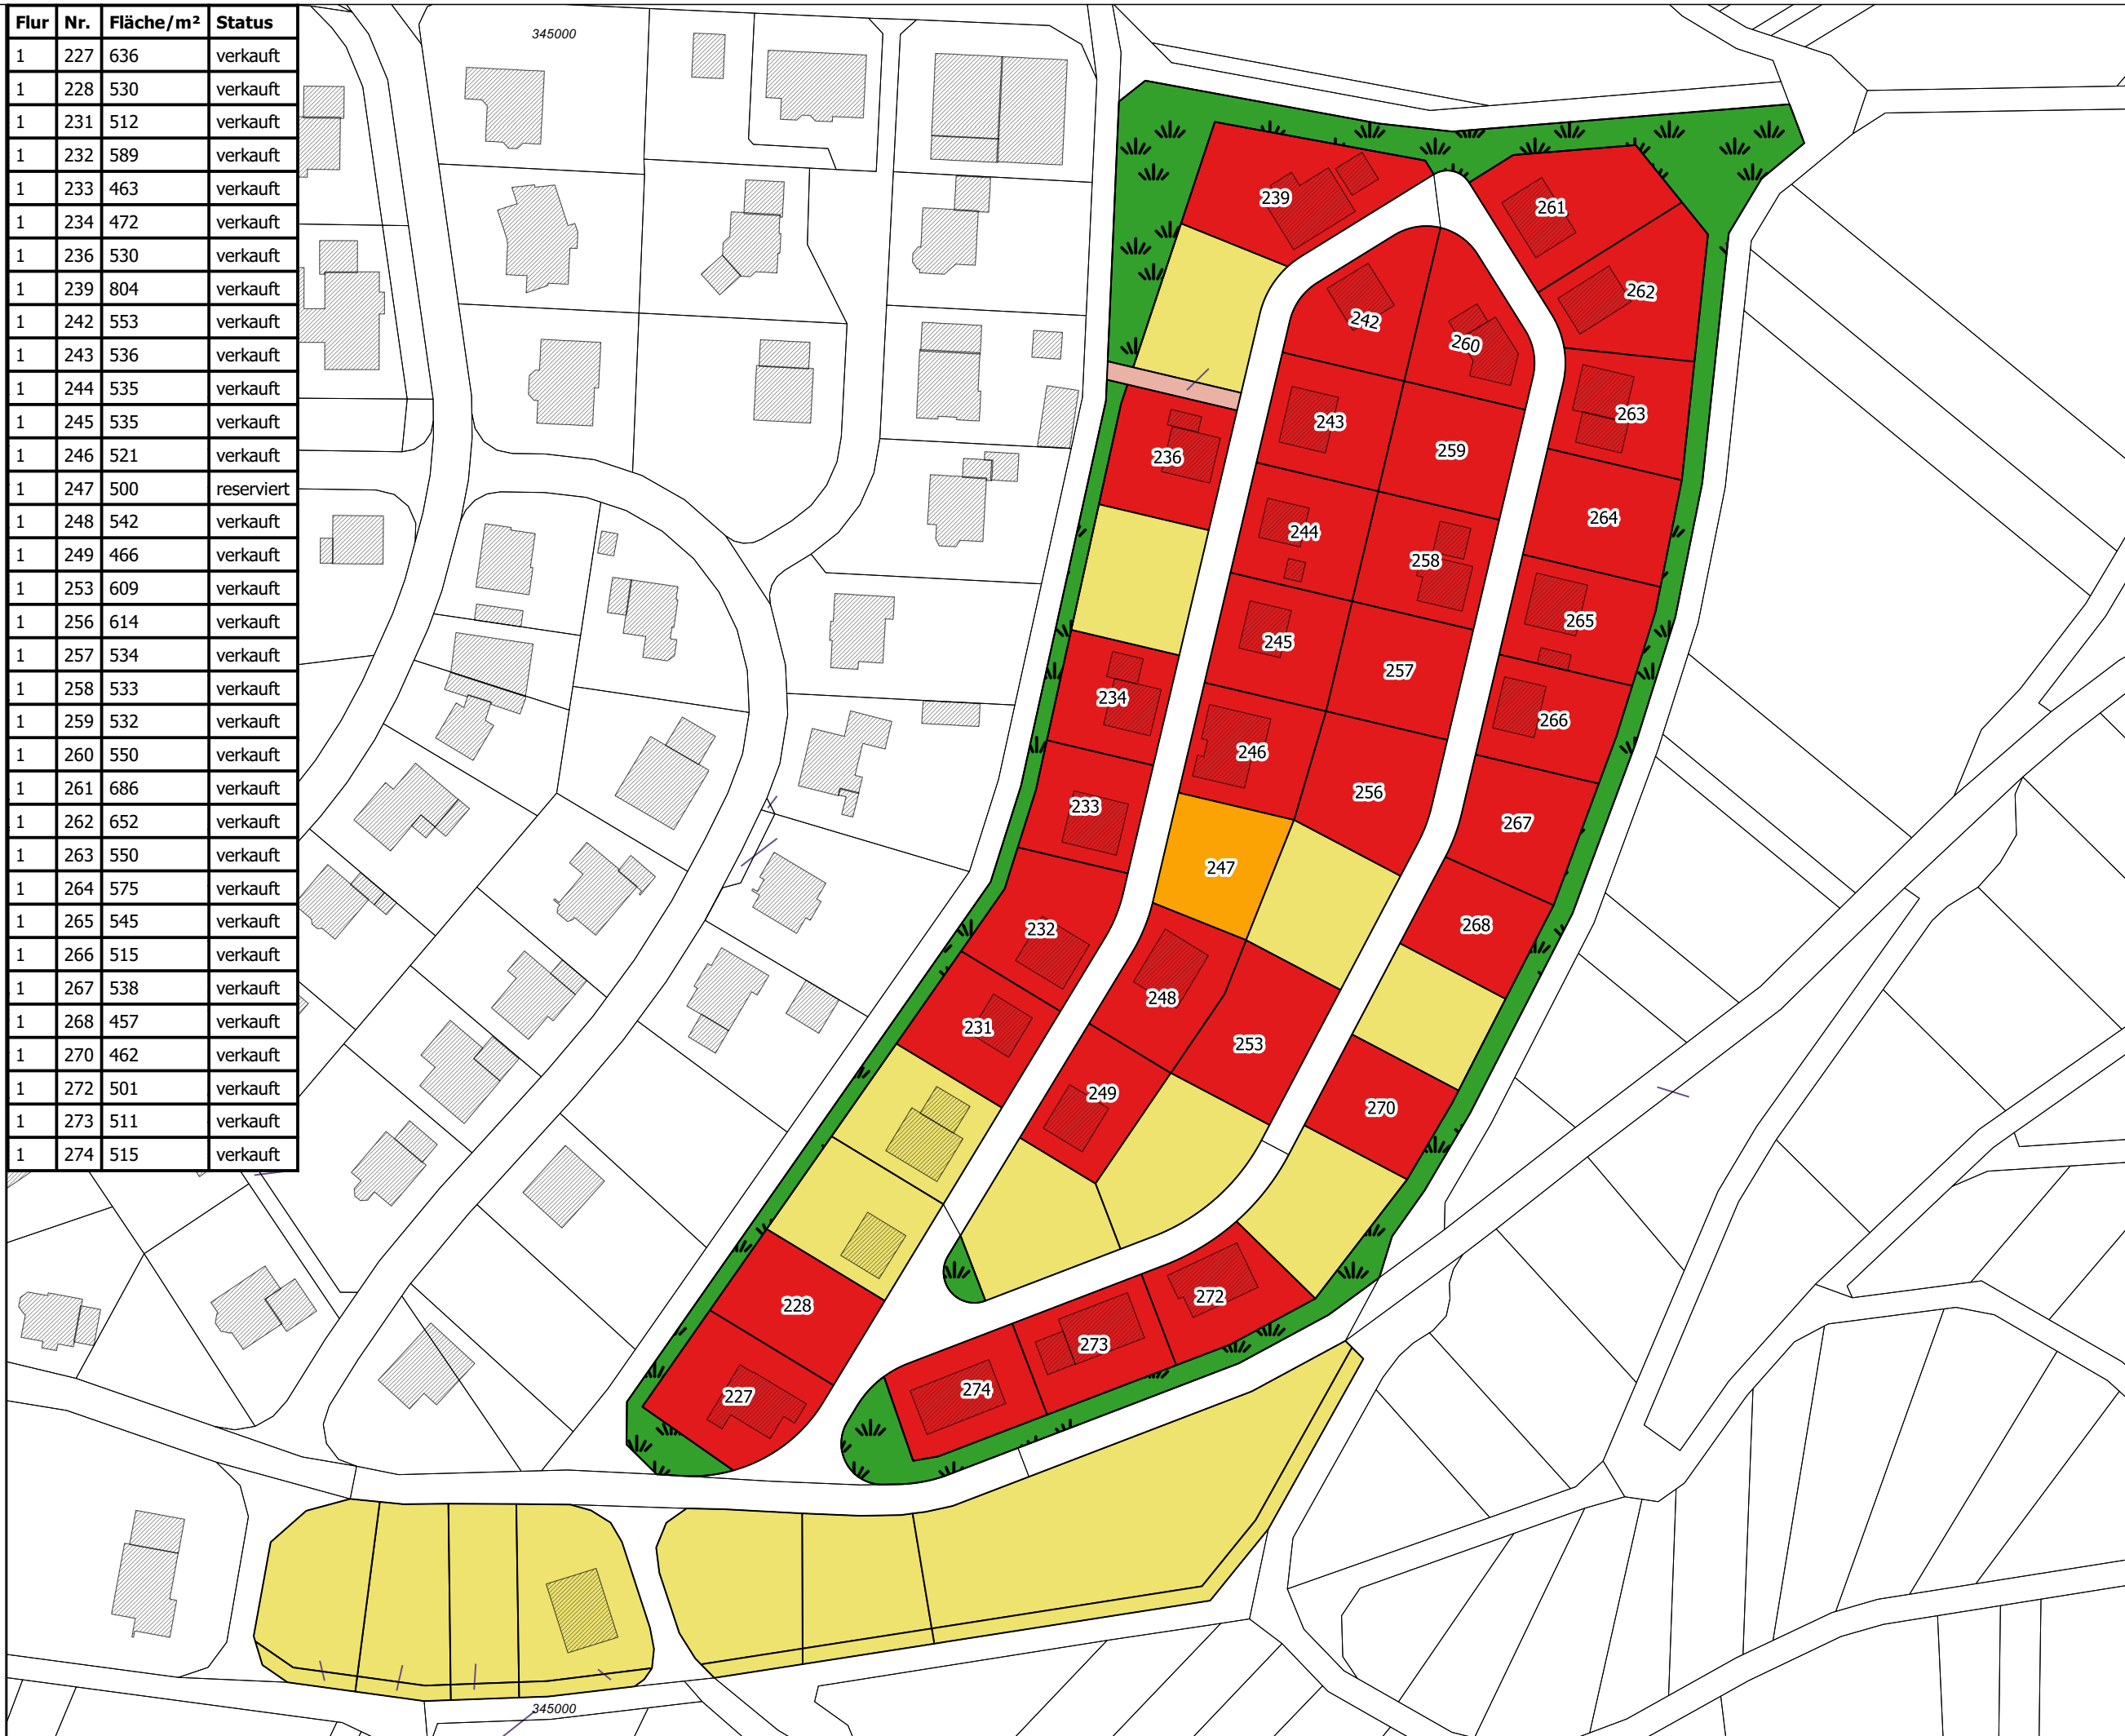 Flur Nr. Fläche/m² Status
1 227 636 verkauft
1 228 530 verkauft
1 231 512 verkauft
1 232 589 verkauft
1 233 463 verkauft
1 234 472 verkauft
1 236 530 verkauft
1 239 804 verkauft
1 242 553 verkauft
1 243 536 verkauft
1 244 535 verkauft
1 245 535 verkauft
1 246 521 verkauft
1 247 500 reserviert
1 248 542 verkauft
1 249 466 verkauft
1 253 609 verkauft
1 256 614 verkauft
1 257 534 verkauft
1 258 533 verkauft
1 259 532 verkauft
1 260 550 verkauft
1 261 686 verkauft
1 262 652 verkauft
1 263 550 verkauft
1 264 575 verkauft
1 265 545 verkauft
1 266 515 verkauft
1 267 538 verkauft
1 268 457 verkauft
1 270 462 verkauft
1 272 501 verkauft
1 273 511 verkauft
1 274 515 verkauft
345000
239
261
262
242
260
263
243
259
236
264
244
258
265
245
257
234
266
246
256
233
267
247
268
232
248
231
253
249
270
272
228
273
274
227
345000